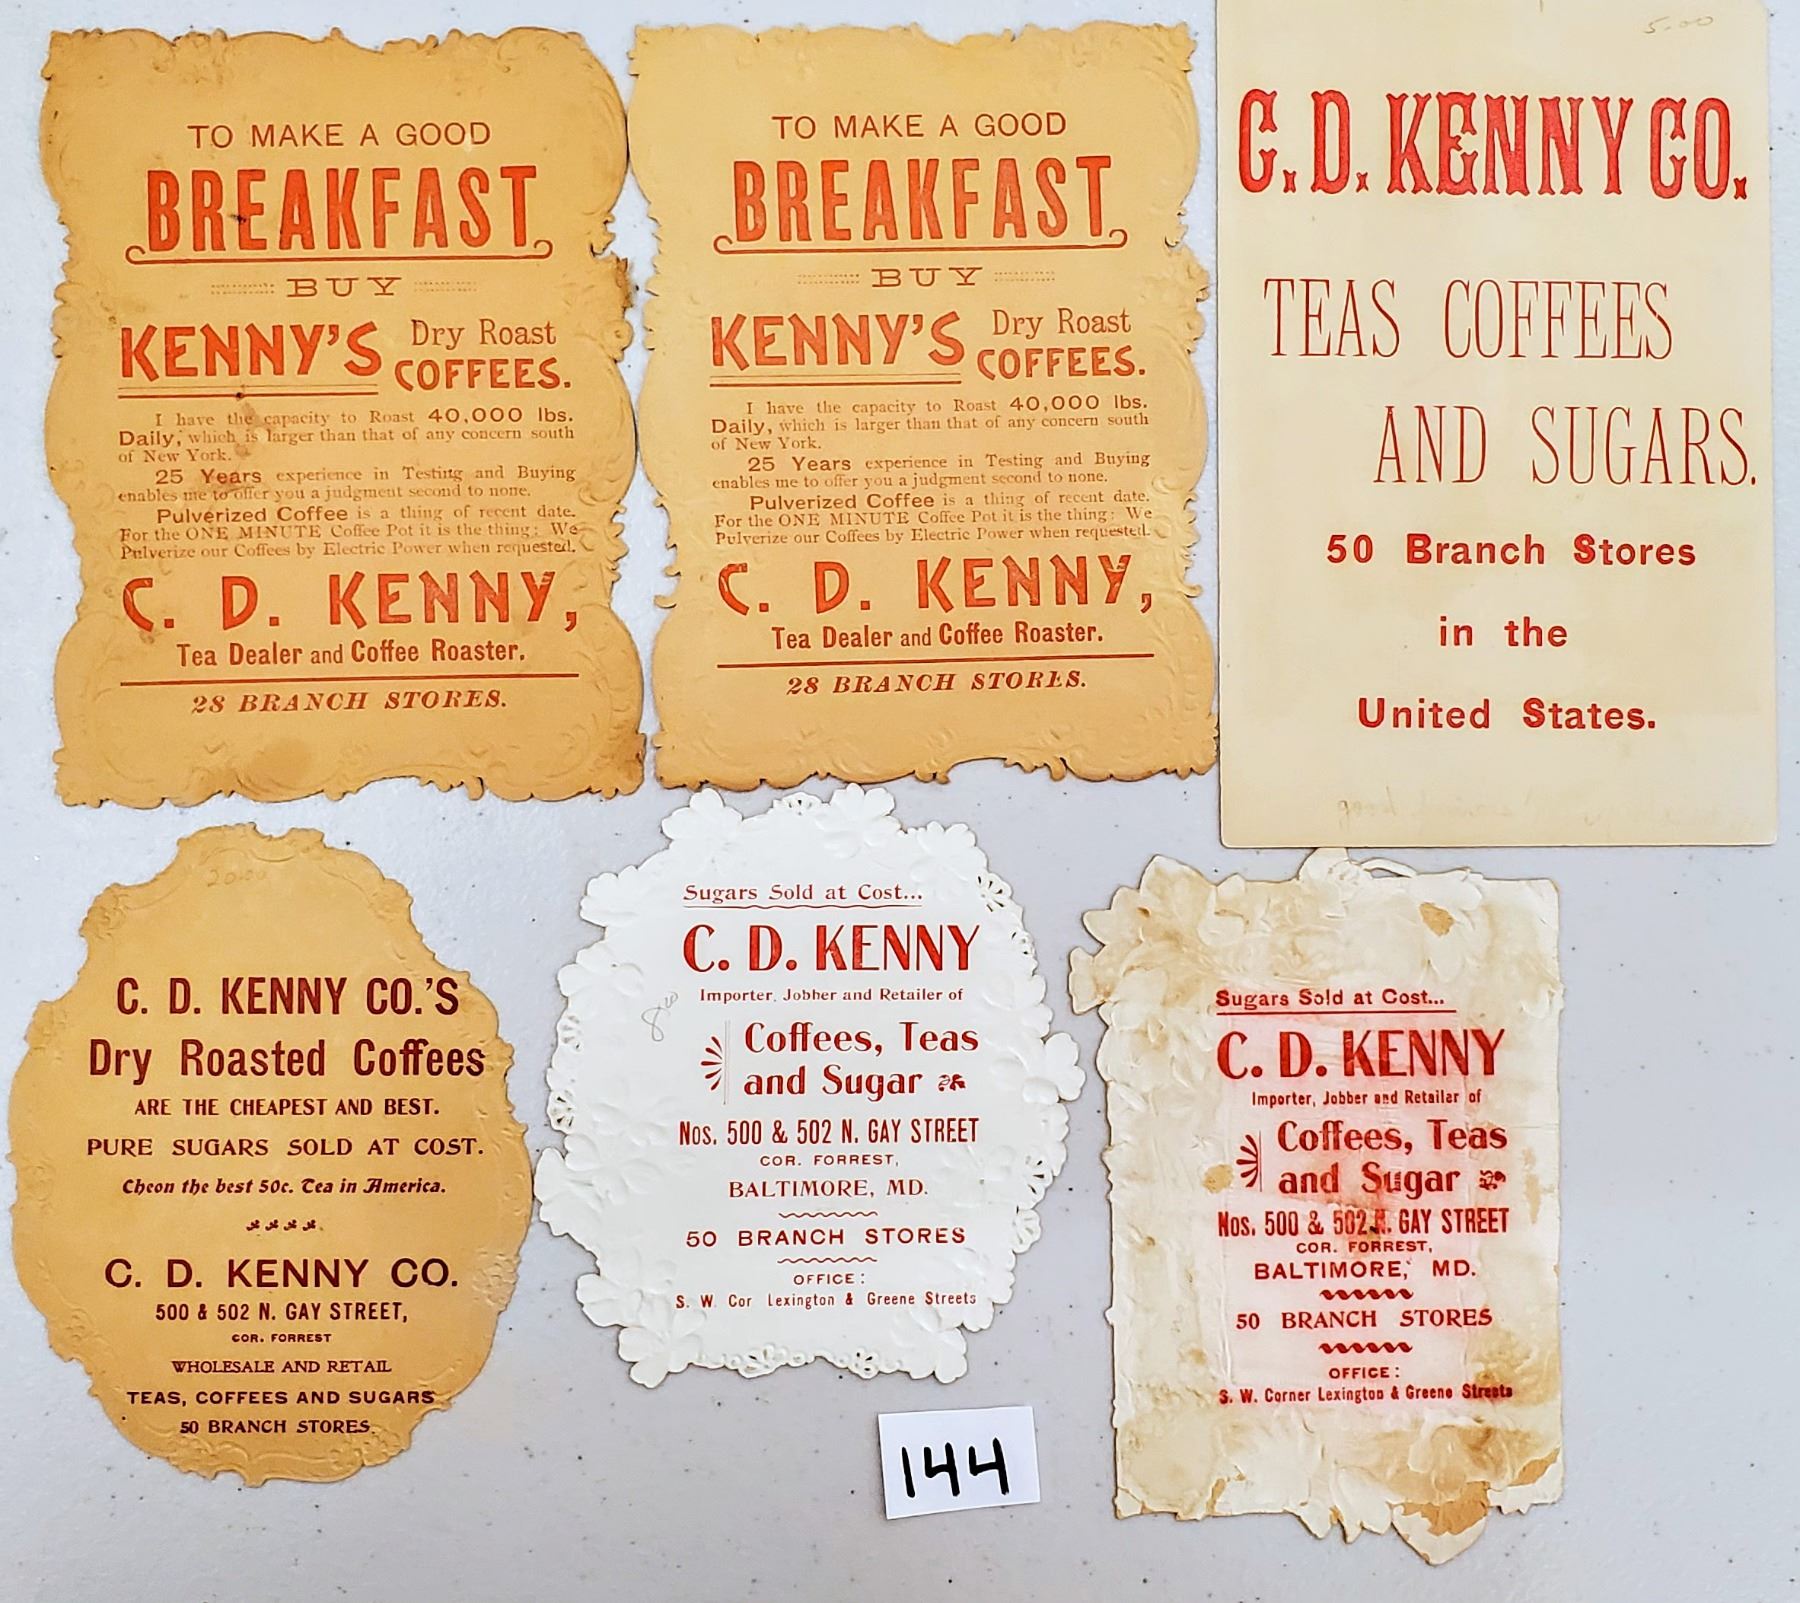 TO MAKE A GOOD
BREAKFAST
BUY
KENNY'S Dry Roast
COFFEES.
I have the capacity to Roast 40,000 lbs.
Daily, which is larger than that of any concern south
of New York.
25 Years experience in Testing and Buying
enables me to offer you a judgment second to none.
Pulverized Coffee is a thing of recent date.
For the ONE MINUTE Coffee Pot it is the thing: We
Pulverize our Coffees by Electric Power when requested.
C. D. KENNY,
Tea Dealer and Coffee Roaster.
28 BRANCH STORES.
TO MAKE A GOOD
BREAKFAST
BUY
KENNY'S Dry Roast
COFFEES.
I have the capacity to Roast 40,000 lbs.
Daily, which is larger than that of any concern south
of New York.
25 Years experience in Testing and Buying
enables me to offer you a judgment second to none.
Pulverized Coffee is a thing of recent date.
For the ONE MINUTE Coffee Pot it is the thing: We
Pulverize our Coffees by Electric Power when requested.
C. D. KENNY,
Tea Dealer and Coffee Roaster.
28 BRANCH STORES.
5.00
C. D. KENNY CO.
TEAS COFFEES
AND SUGARS.
50 Branch Stores
in the
United States.
20.00
C. D. KENNY CO.'S
Dry Roasted Coffees
ARE THE CHEAPEST AND BEST.
PURE SUGARS SOLD AT COST.
Cheon the best 50c. Tea in America.
C. D. KENNY CO.
500 & 502 N. GAY STREET,
COR. FORREST
WHOLESALE AND RETAIL
TEAS, COFFEES AND SUGARS
50 BRANCH STORES.
Sugars Sold at Cost...
C. D. KENNY
Importer, Jobber and Retailer of
Coffees, Teas
and Sugar
Nos. 500 & 502 N. GAY STREET
COR. FORREST,
BALTIMORE, MD.
50 BRANCH STORES
OFFICE:
S. W. Cor Lexington & Greene Streets
Sugars Sold at Cost...
C. D. KENNY
Importer, Jobber and Retailer of
Coffees, Teas
and Sugar
Nos. 500 & 502 N. GAY STREET
COR. FORREST,
BALTIMORE, MD.
50 BRANCH STORES
OFFICE:
S. W. Corner Lexington & Greene Streets
144